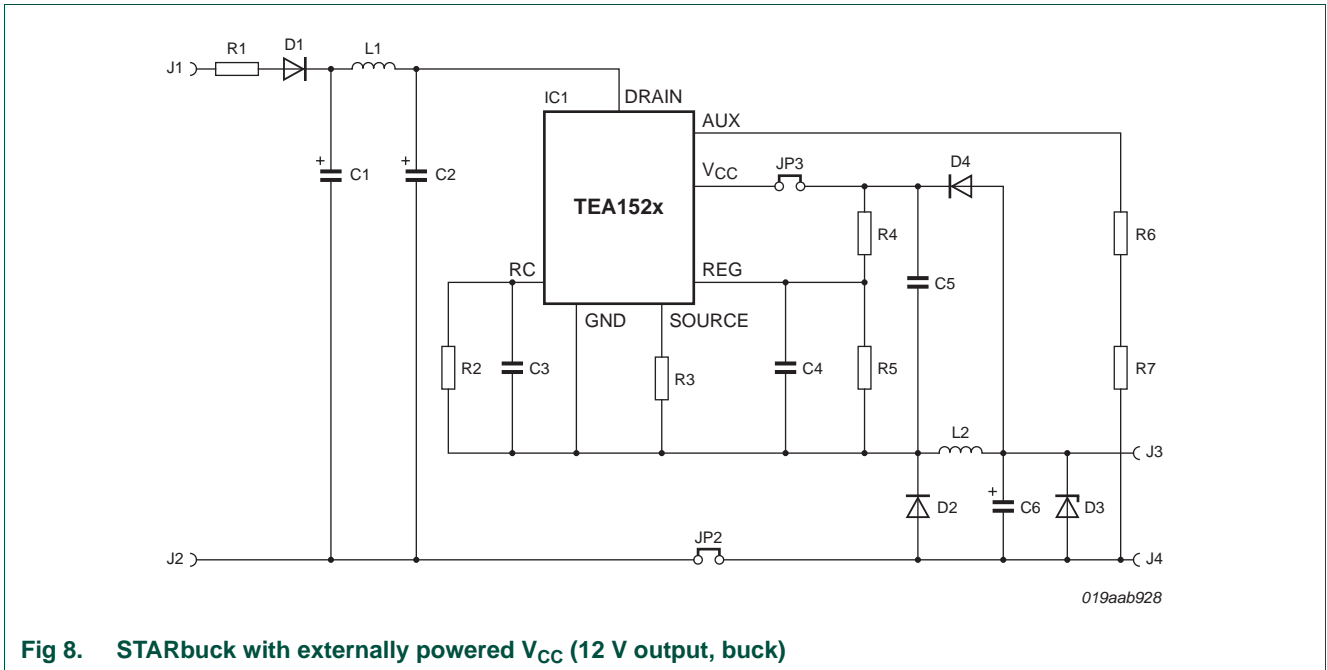 R1
D1
L1
J1
IC1
DRAIN
AUX
+
C1
+
C2
VCC
JP3
D4
TEA152x
R4
R6
RC
REG
C5
GND
SOURCE
R2
C3
R3
C4
R5
R7
L2
J3
D2
+
C6
D3
JP2
J2
J4
019aab928
Fig 8. STARbuck with externally powered VCC (12 V output, buck)